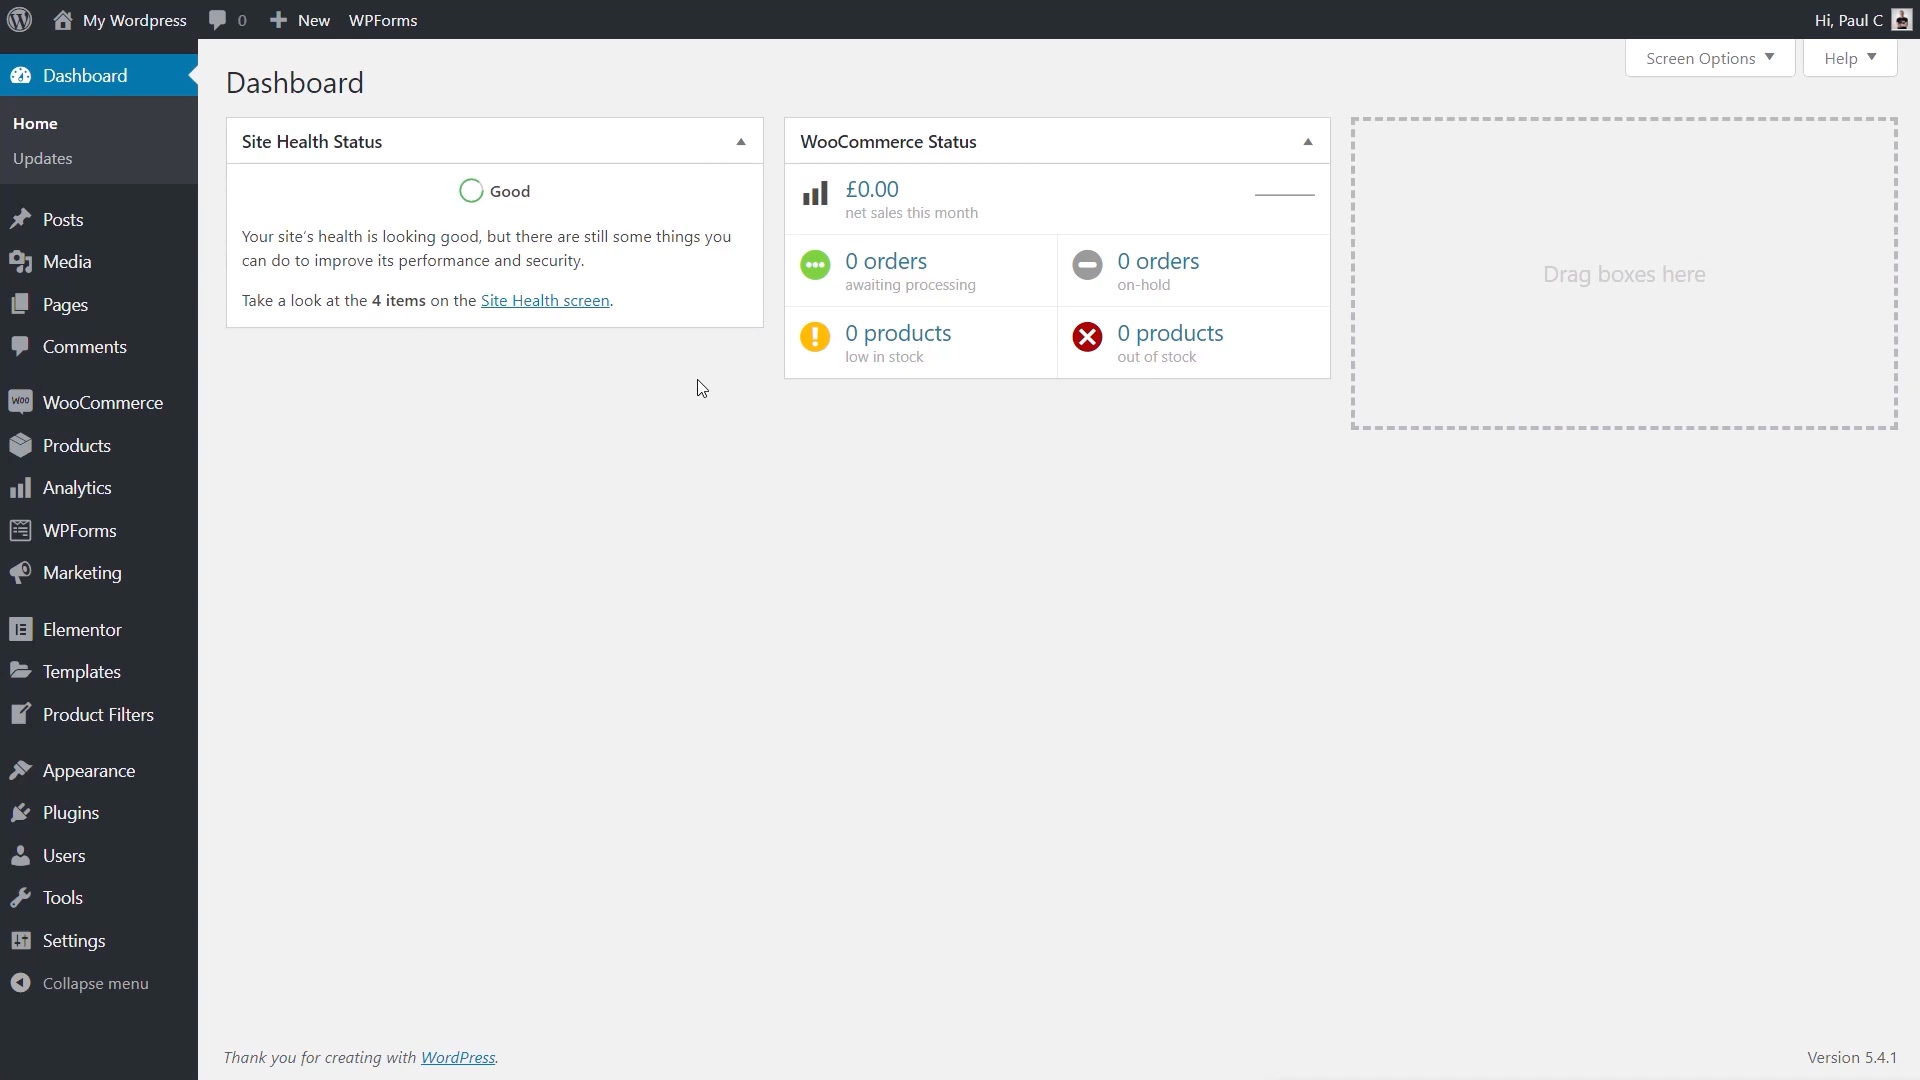 My Wordpress
0
New
WPForms
Hi, Paul C
Dashboard
Home
Updates
Posts
Media
Pages
Comments
WooCommerce
Products
Analytics
WPForms
Marketing
Elementor
Templates
Product Filters
Appearance
Plugins
Users
Tools
Settings
Collapse menu
Screen Options
Help
Dashboard
Site Health Status
Good
Your site's health is looking good, but there are still some things you
can do to improve its performance and security.
Take a look at the 4 items on the Site Health screen.
WooCommerce Status
£0.00
net sales this month
0 orders
awaiting processing
0 orders
on-hold
0 products
low in stock
0 products
out of stock
Drag boxes here
Thank you for creating with WordPress.
Version 5.4.1